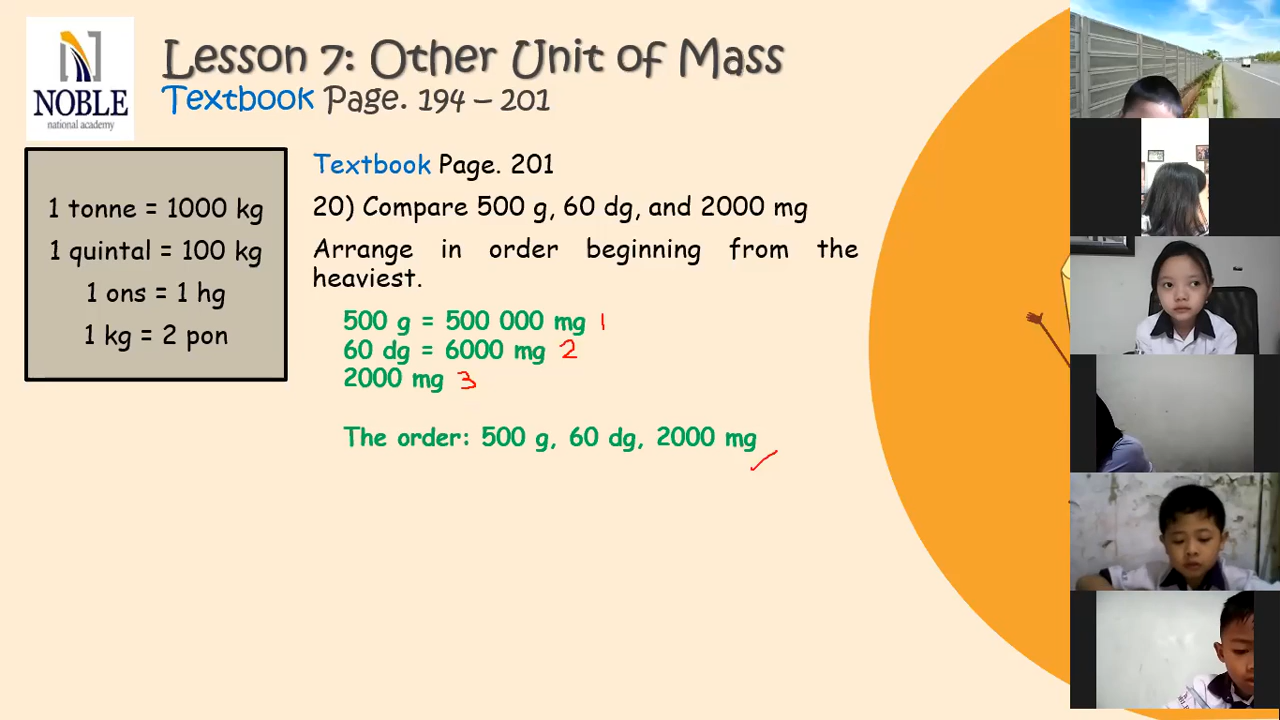 NOBLE
national academy
Lesson 7: Other Unit of Mass
Textbook Page. 194 – 201
1 tonne = 1000 kg
1 quintal = 100 kg
1 ons = 1 hg
1 kg = 2 pon
Textbook Page. 201
20) Compare 500 g, 60 dg, and 2000 mg
Arrange in order beginning from the
heaviest.
500 g = 500 000 mg 1
60 dg = 6000 mg 2
2000 mg 3
The order: 500 g, 60 dg, 2000 mg